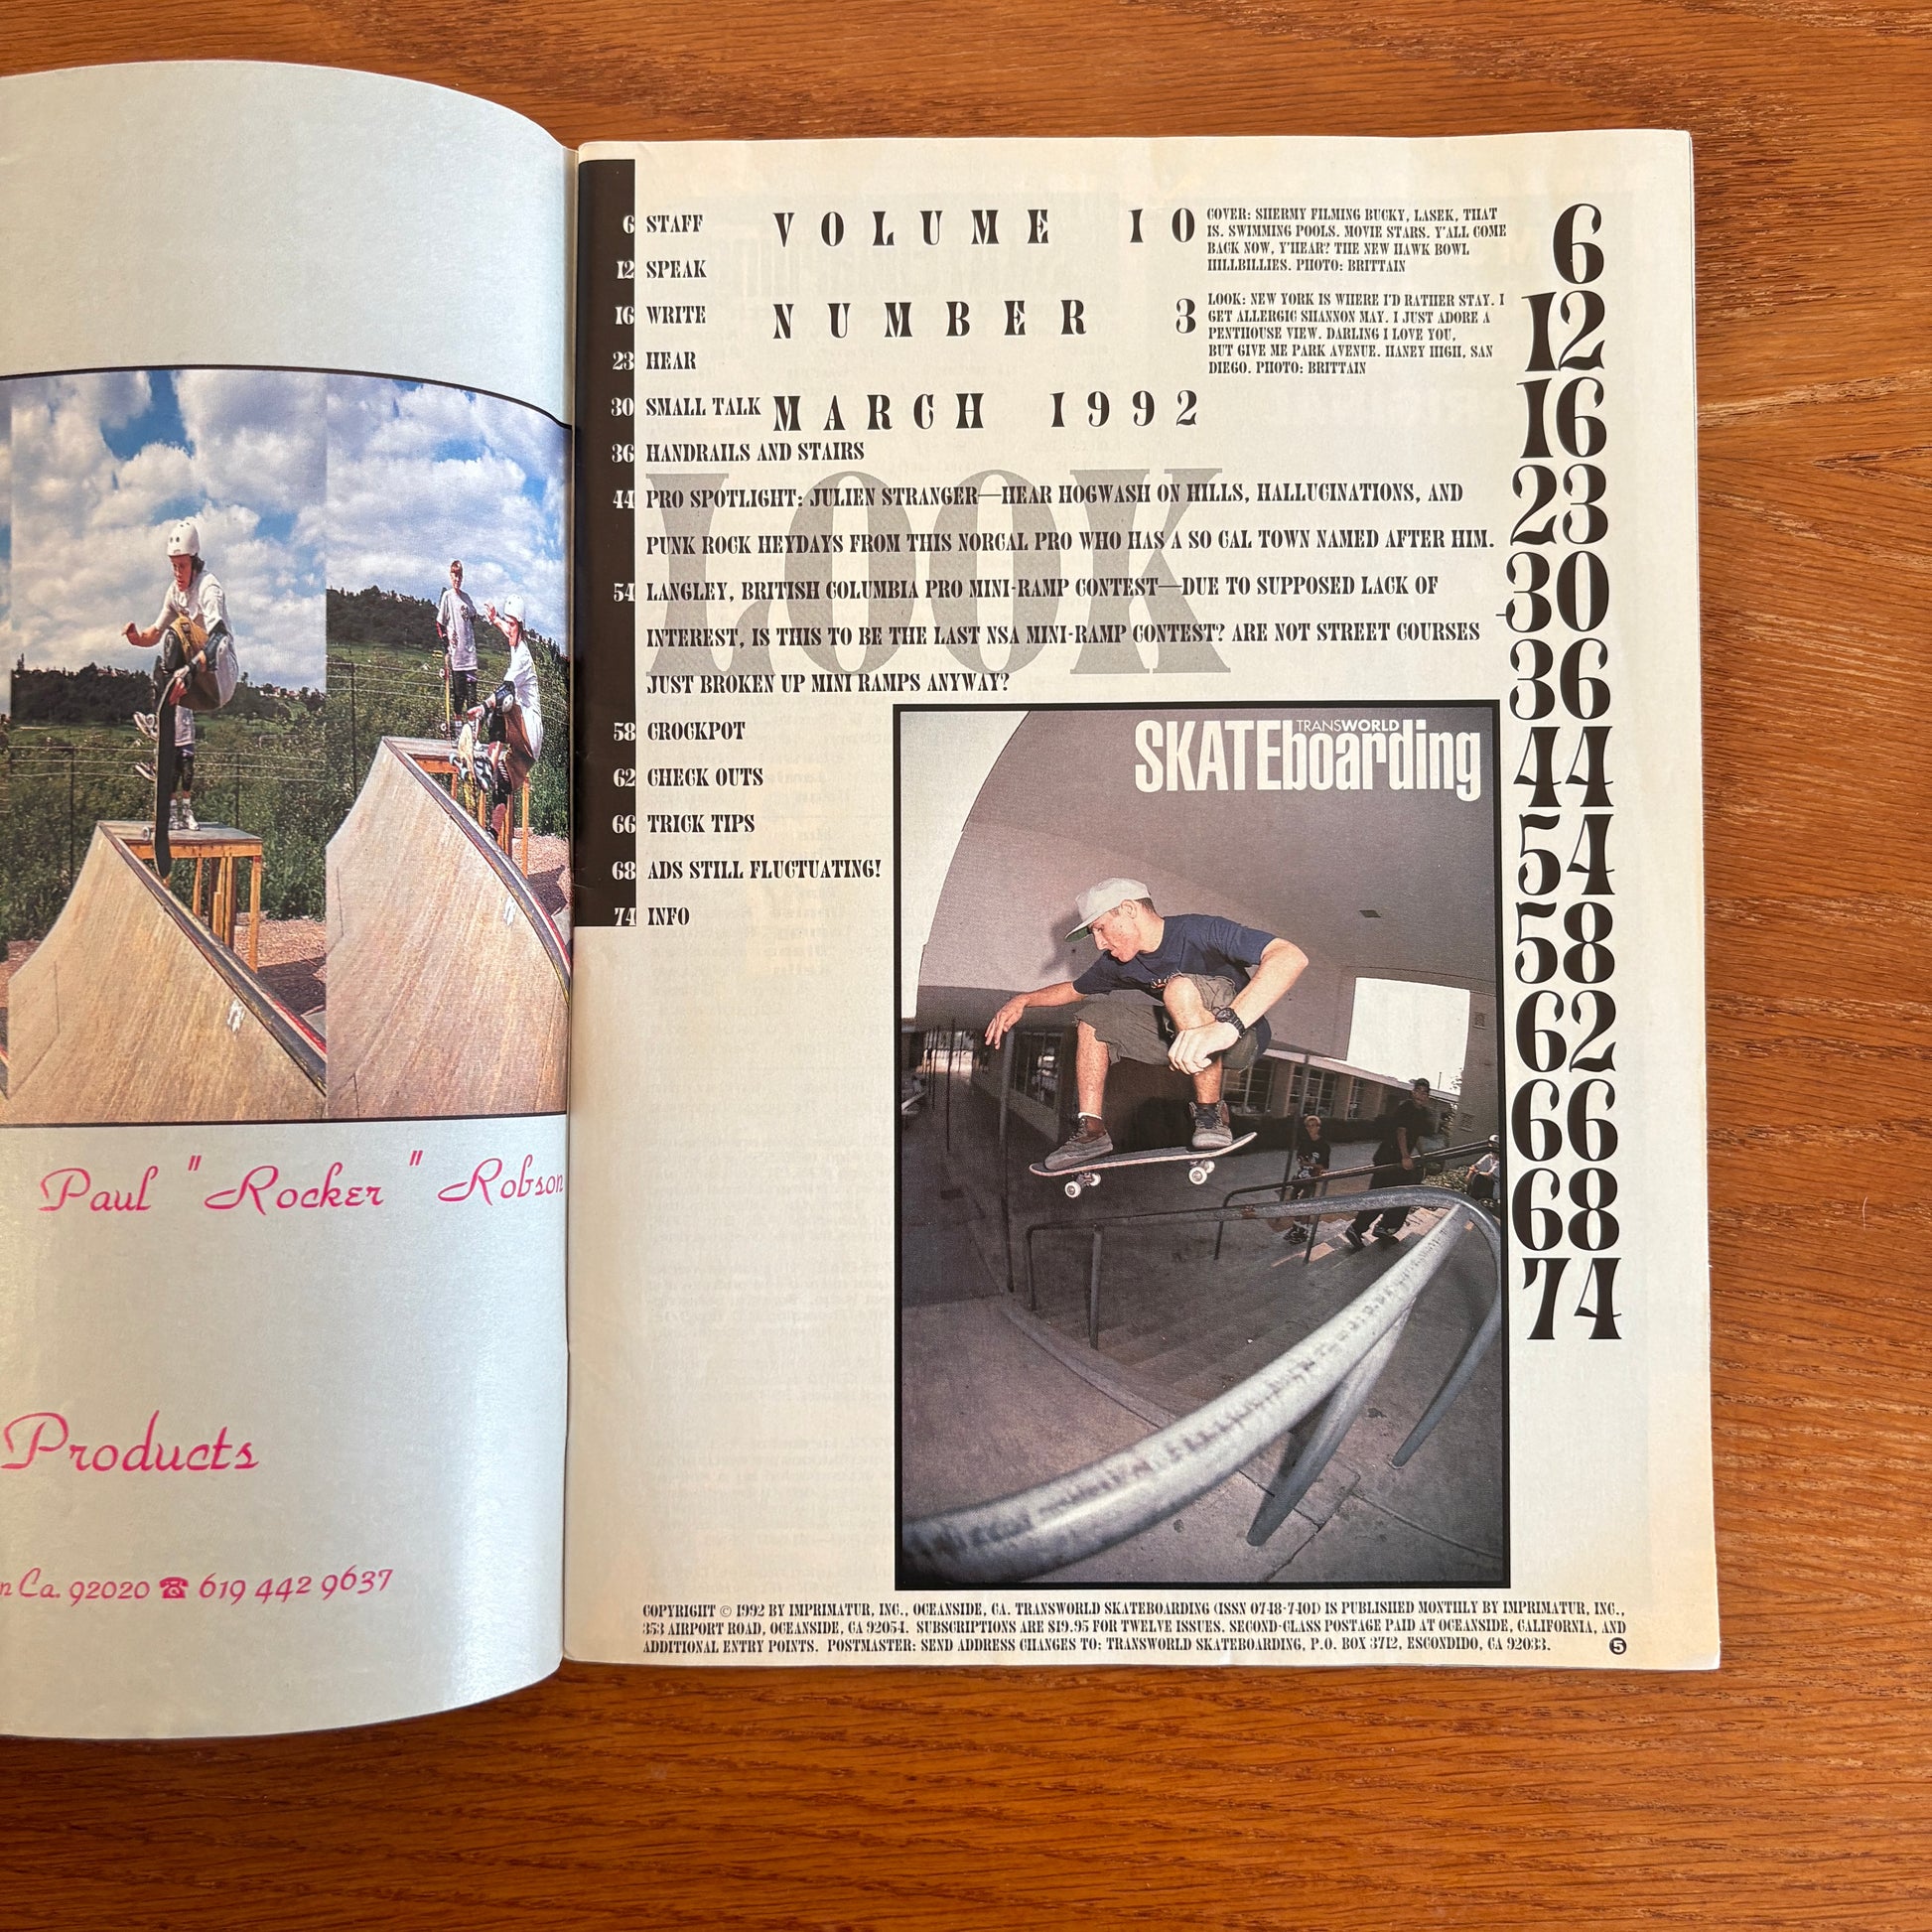 Paul "Rocker" Robson
Products
Ca. 92020 ☎ 619 442 9637
6 STAFF
12 SPEAK
16 WRITE
23 HEAR
30 SMALL TALK
36 HANDRAILS AND STAIRS
44 PRO SPOTLIGHT: JULIEN STRANGER—HEAR HOGWASH ON HILLS, HALLUCINATIONS, AND
PUNK ROCK HEYDAYS FROM THIS NORCAL PRO WHO HAS A SO CAL TOWN NAMED AFTER HIM.
54 LANGLEY, BRITISH COLUMBIA PRO MINI-RAMP CONTEST—DUE TO SUPPOSED LACK OF
INTEREST, IS THIS TO BE THE LAST NSA MINI-RAMP CONTEST? ARE NOT STREET COURSES
JUST BROKEN UP MINI RAMPS ANYWAY?
58 CROCKPOT
62 CHECK OUTS
66 TRICK TIPS
68 ADS STILL FLUCTUATING!
74 INFO
VOLUME 10
NUMBER 3
MARCH 1992
LOOK
COVER: SHERMY FILMING BUCKY, LASEK, THAT
IS. SWIMMING POOLS. MOVIE STARS. Y'ALL COME
BACK NOW, Y'HEAR? THE NEW HAWK BOWL
HILLBILLIES. PHOTO: BRITTAIN
LOOK: NEW YORK IS WHERE I'D RATHER STAY. I
GET ALLERGIC SHANNON MAY. I JUST ADORE A
PENTHOUSE VIEW. DARLING I LOVE YOU,
BUT GIVE ME PARK AVENUE. HANEY HIGH, SAN
DIEGO. PHOTO: BRITTAIN
6
12
16
23
30
36
44
54
58
62
66
68
74
TRANSWORLD
SKATEboarding
COPYRIGHT © 1992 BY IMPRIMATUR, INC., OCEANSIDE, CA. TRANSWORLD SKATEBOARDING (ISSN 0748-7401) IS PUBLISHED MONTHLY BY IMPRIMATUR, INC.,
353 AIRPORT ROAD, OCEANSIDE, CA 92054. SUBSCRIPTIONS ARE $19.95 FOR TWELVE ISSUES. SECOND-CLASS POSTAGE PAID AT OCEANSIDE, CALIFORNIA, AND
ADDITIONAL ENTRY POINTS. POSTMASTER: SEND ADDRESS CHANGES TO: TRANSWORLD SKATEBOARDING, P.O. BOX 3712, ESCONDIDO, CA 92033.
5